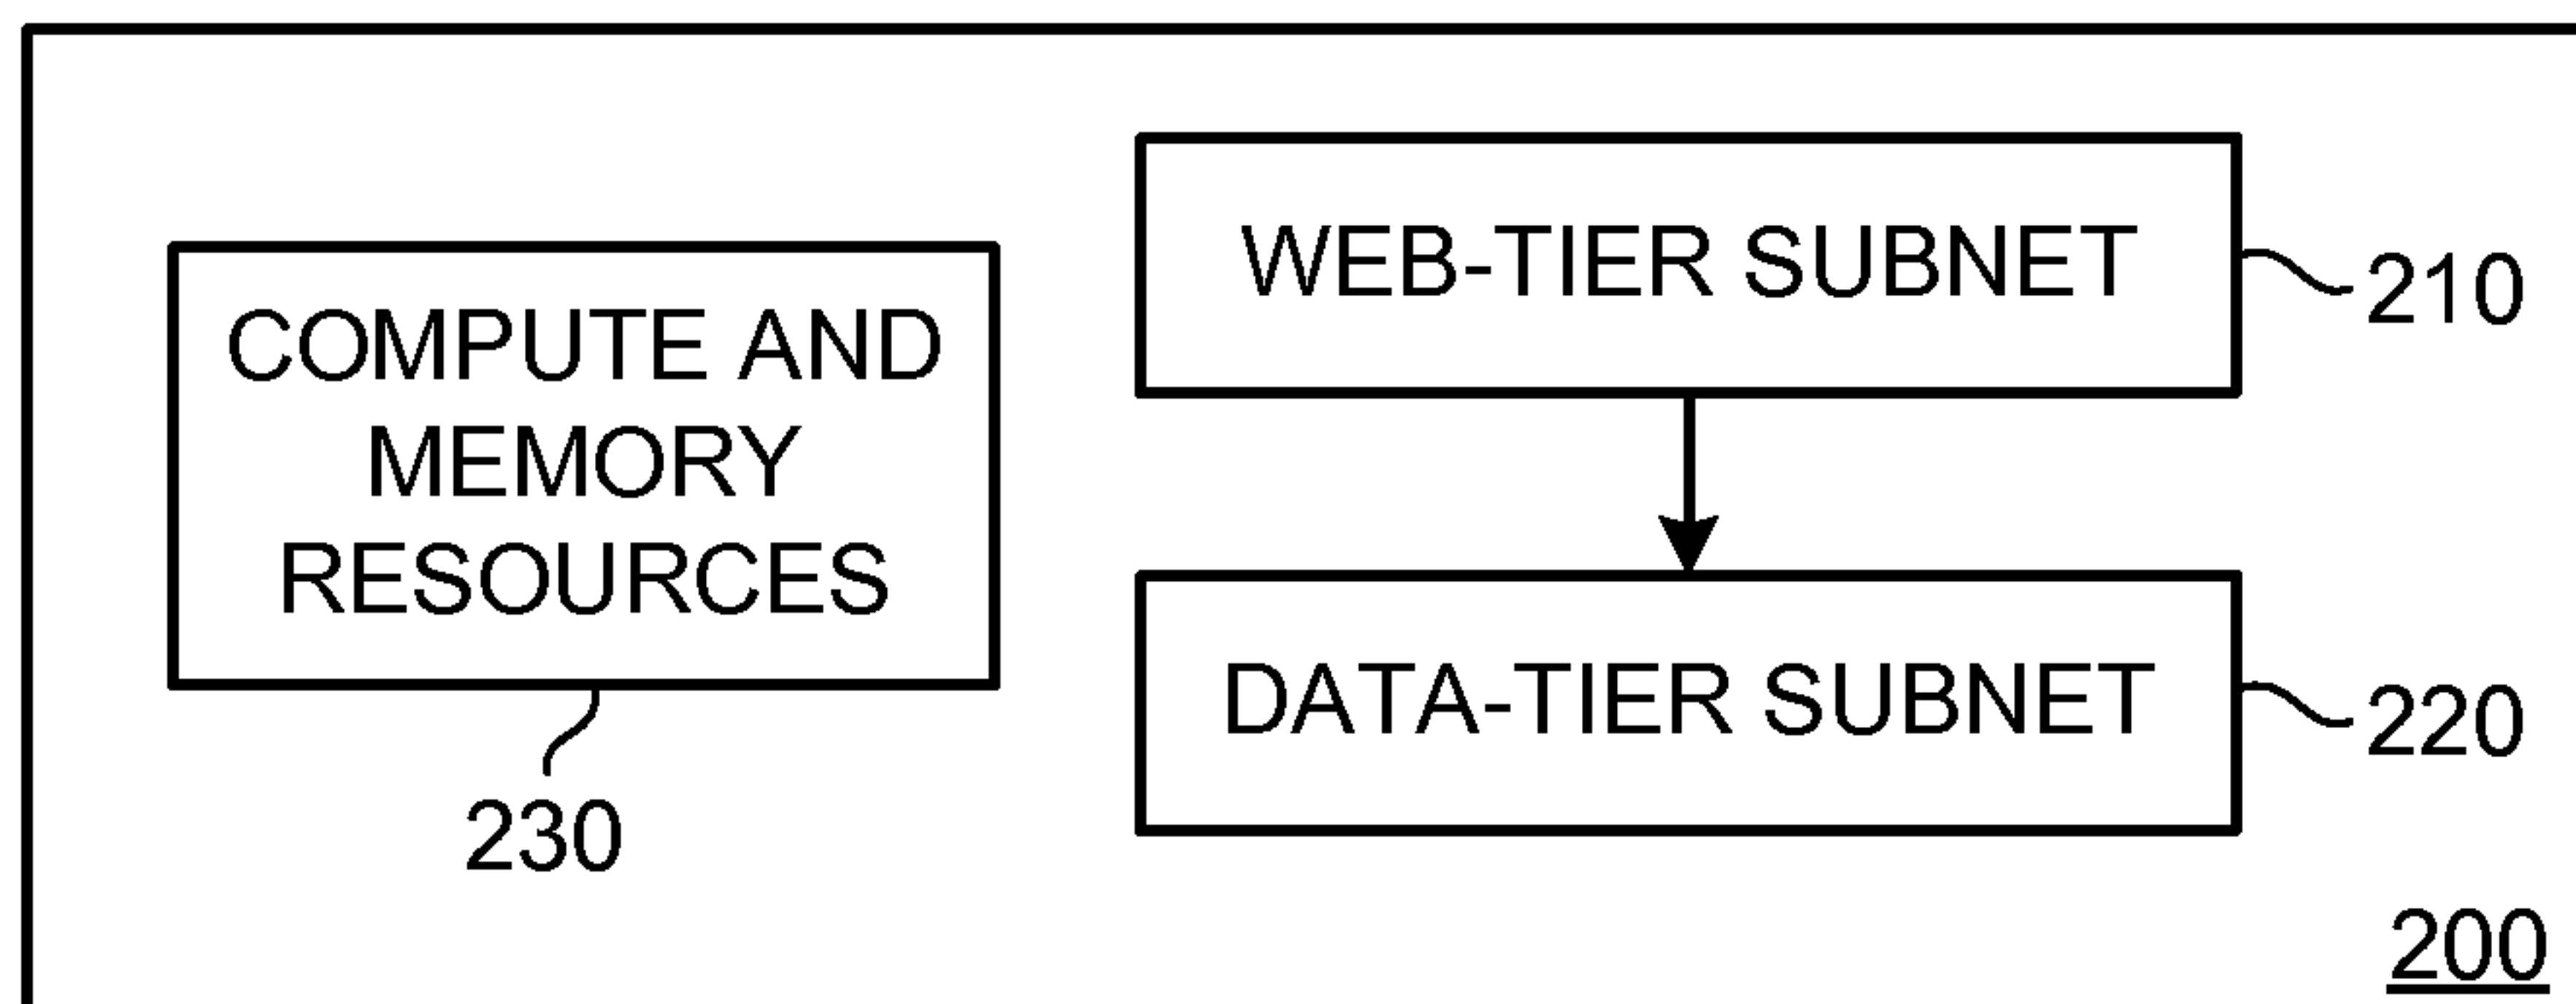 WEB-TIER SUBNET
210
COMPUTE AND
MEMORY
RESOURCES
230
DATA-TIER SUBNET
220
200